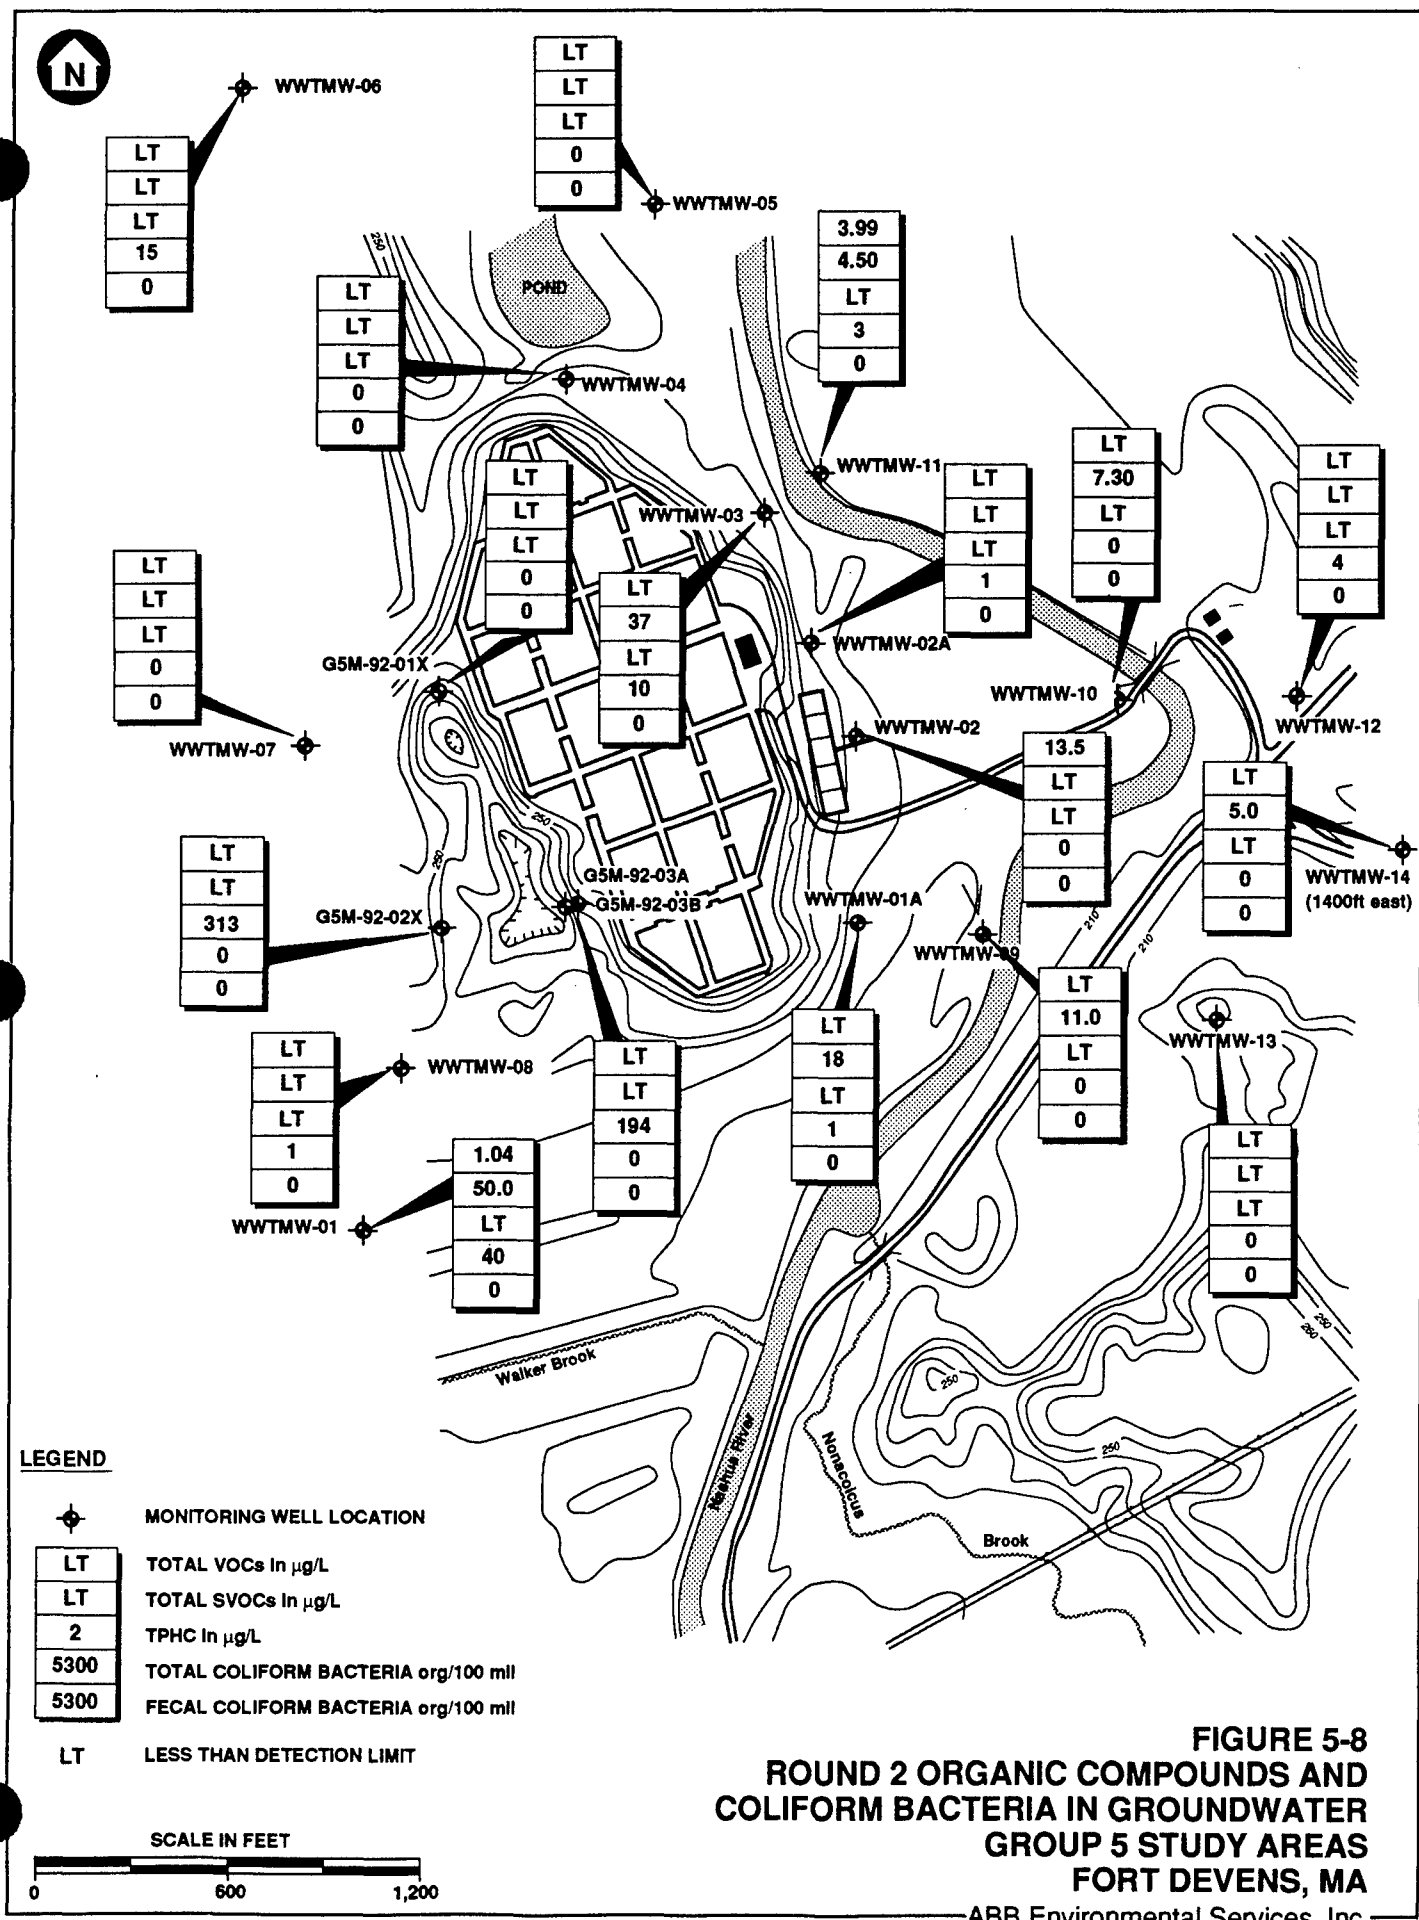 N
WWTMW-06
LT
LT
LT
15
0
LT
LT
LT
0
0
WWTMW-05
3.99
4.50
LT
3
0
WWTMW-11
250
POND
LT
LT
LT
0
0
WWTMW-04
LT
LT
LT
0
0
G5M-92-01X
WWTMW-03
LT
37
LT
10
0
LT
LT
LT
1
0
WWTMW-02A
LT
7.30
LT
0
0
WWTMW-10
LT
LT
LT
4
0
WWTMW-12
LT
LT
LT
0
0
WWTMW-07
WWTMW-02
13.5
LT
LT
0
0
LT
5.0
LT
0
0
WWTMW-14
(1400ft east)
250
250
LT
LT
313
0
0
G5M-92-02X
G5M-92-03A
G5M-92-03B
LT
LT
194
0
0
WWTMW-01A
LT
18
LT
1
0
WWTMW-09
LT
11.0
LT
0
0
210
210
WWTMW-13
LT
LT
LT
0
0
LT
LT
LT
1
0
WWTMW-08
WWTMW-01
1.04
50.0
LT
40
0
250
260
250
250
Walker Brook
Nashua River
Nonacoicus
Brook
LEGEND
MONITORING WELL LOCATION
LT TOTAL VOCs in µg/L
LT TOTAL SVOCs in µg/L
2 TPHC in µg/L
5300 TOTAL COLIFORM BACTERIA org/100 mil
5300 FECAL COLIFORM BACTERIA org/100 mil
LT LESS THAN DETECTION LIMIT
SCALE IN FEET
0 600 1,200
FIGURE 5-8
ROUND 2 ORGANIC COMPOUNDS AND
COLIFORM BACTERIA IN GROUNDWATER
GROUP 5 STUDY AREAS
FORT DEVENS, MA
ABB Environmental Services, Inc.